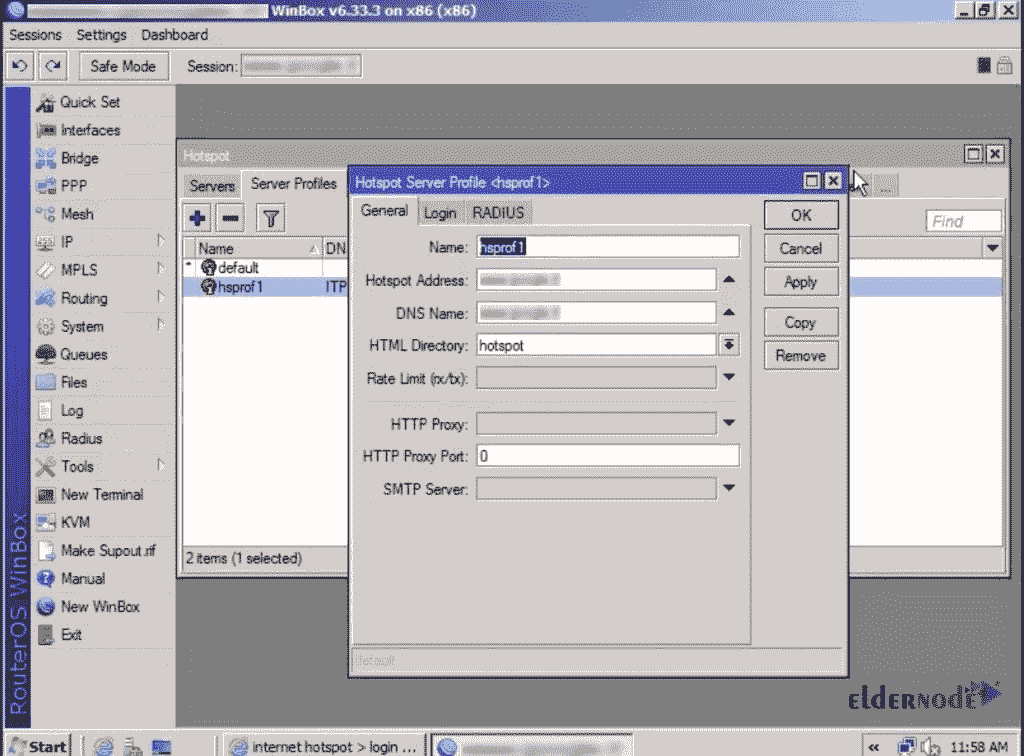 WinBox v6.33.3 on x86 (x86)
Sessions Settings Dashboard
Safe Mode Session:
Quick Set
Interfaces
Bridge
PPP
Mesh
IP
MPLS
Routing
System
Queues
Files
Log
Radius
Tools
New Terminal
KVM
Make Supout.rif
Manual
New WinBox
Exit
RouterOS WinBox
Hotspot
Servers Server Profiles ...
Find
Name DN
* default
hsprof1 ITP
2 items (1 selected)
Hotspot Server Profile <hsprof1>
General Login RADIUS
Name: hsprof1
Hotspot Address:
DNS Name:
HTML Directory: hotspot
Rate Limit (rx/tx):
HTTP Proxy:
HTTP Proxy Port: 0
SMTP Server:
OK
Cancel
Apply
Copy
Remove
default
ELDERNODE
Start internet hotspot > login ... « 11:58 AM